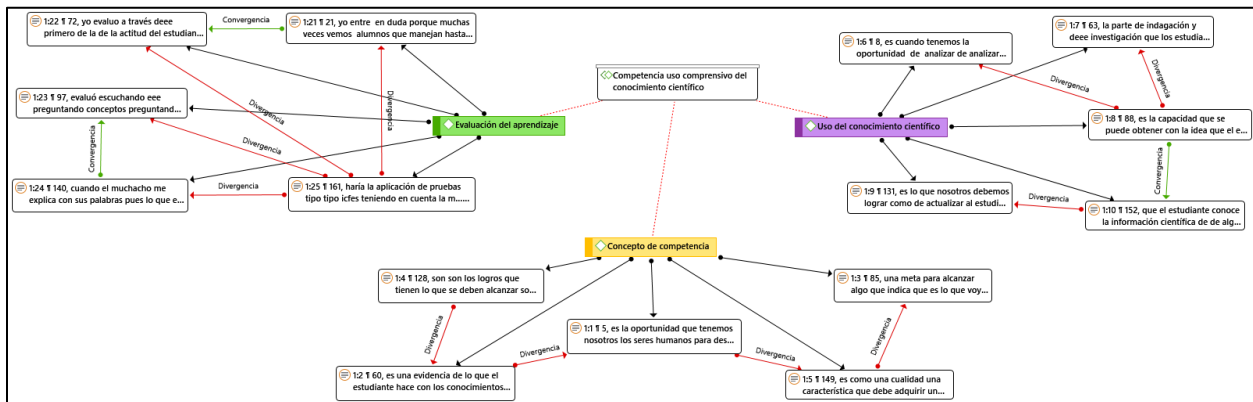 1:22 ¶ 72, yo evaluo a través deee
primero de la de la actitud del estudian...
Convergencia
1:21 ¶ 21, yo entre en duda porque muchas
veces vemos alumnos que manejan hasta...
1:7 ¶ 63, la parte de indagación y
deee investigación que los estudia...
1:6 ¶ 8, es cuando tenemos la
oportunidad de analizar de analizar...
Competencia uso comprensivo del
conocimiento científico
Divergencia
Divergencia
1:23 ¶ 97, evaluó escuchando eee
preguntando conceptos preguntand...
Divergencia
Divergencia
Evaluación del aprendizaje
Uso del conocimiento científico
1:8 ¶ 88, es la capacidad que se
puede obtener con la idea que el e...
Convergencia
Divergencia
Convergencia
1:24 ¶ 140, cuando el muchacho me
explica con sus palabras pues lo que e...
Divergencia
1:25 ¶ 161, haría la aplicación de pruebas
tipo tipo icfes teniendo en cuenta la m......
1:9 ¶ 131, es lo que nosotros debemos
lograr como de actualizar al estudi...
Divergencia
1:10 ¶ 152, que el estudiante conoce
la información científica de de alg...
Concepto de competencia
1:4 ¶ 128, son son los logros que
tienen lo que se deben alcanzar so...
1:3 ¶ 85, una meta para alcanzar
algo que indica que es lo que voy...
Divergencia
1:1 ¶ 5, es la oportunidad que tenemos
nosotros los seres humanos para des...
Divergencia
Divergencia
Divergencia
1:2 ¶ 60, es una evidencia de lo que el
estudiante hace con los conocimientos...
1:5 ¶ 149, es como una cualidad una
característica que debe adquirir un...